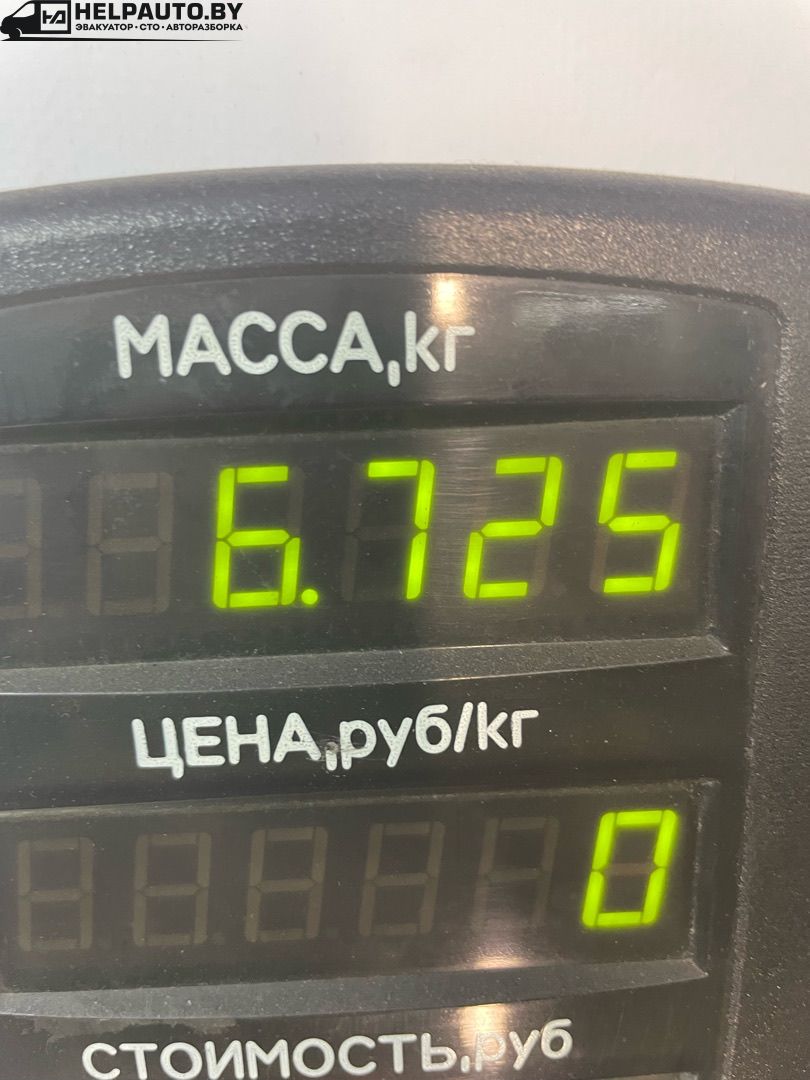 HELPAUTO.BY
ЭВАКУАТОР • СТО • АВТОРАЗБОРКА
МАССА,кг
6.725
ЦЕНА,руб/кг
0
СТОИМОСТЬ,руб